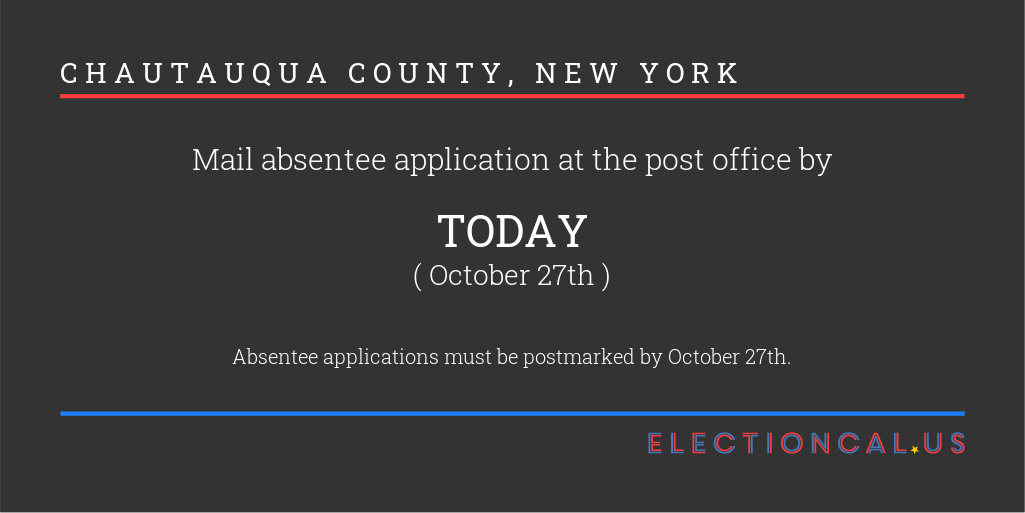 CHAUTAUQUA COUNTY, NEW YORK
Mail absentee application at the post office by
TODAY
( October 27th )
Absentee applications must be postmarked by October 27th.
ELECTIONCAL.US